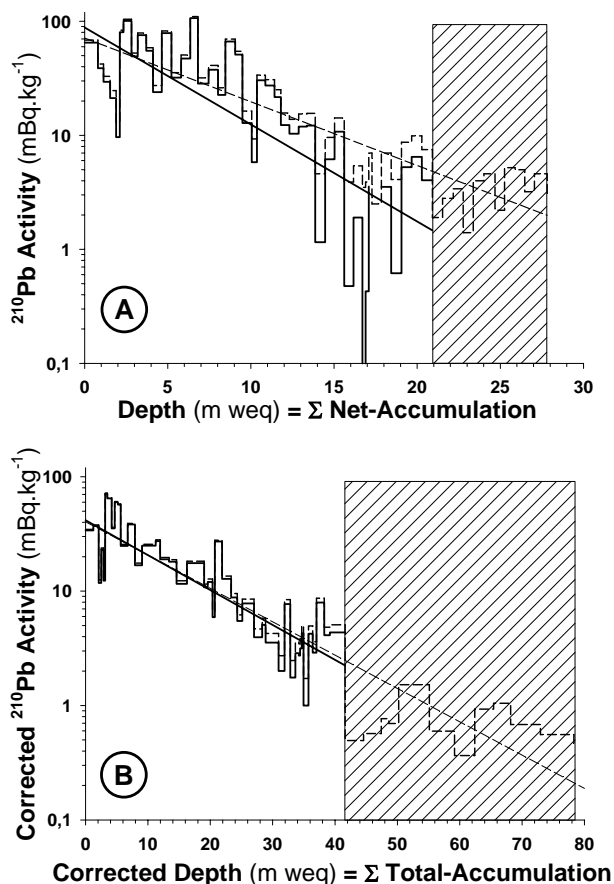 100
10
1
0,1
²¹⁰Pb Activity (mBq.kg⁻¹)
A
0 5 10 15 20 25 30
Depth (m weq) = Σ Net-Accumulation
100
10
1
0,1
Corrected ²¹⁰Pb Activity (mBq.kg⁻¹)
B
0 20 40 50 60 70 80
Corrected Depth (m weq) = Σ Total-Accumulation